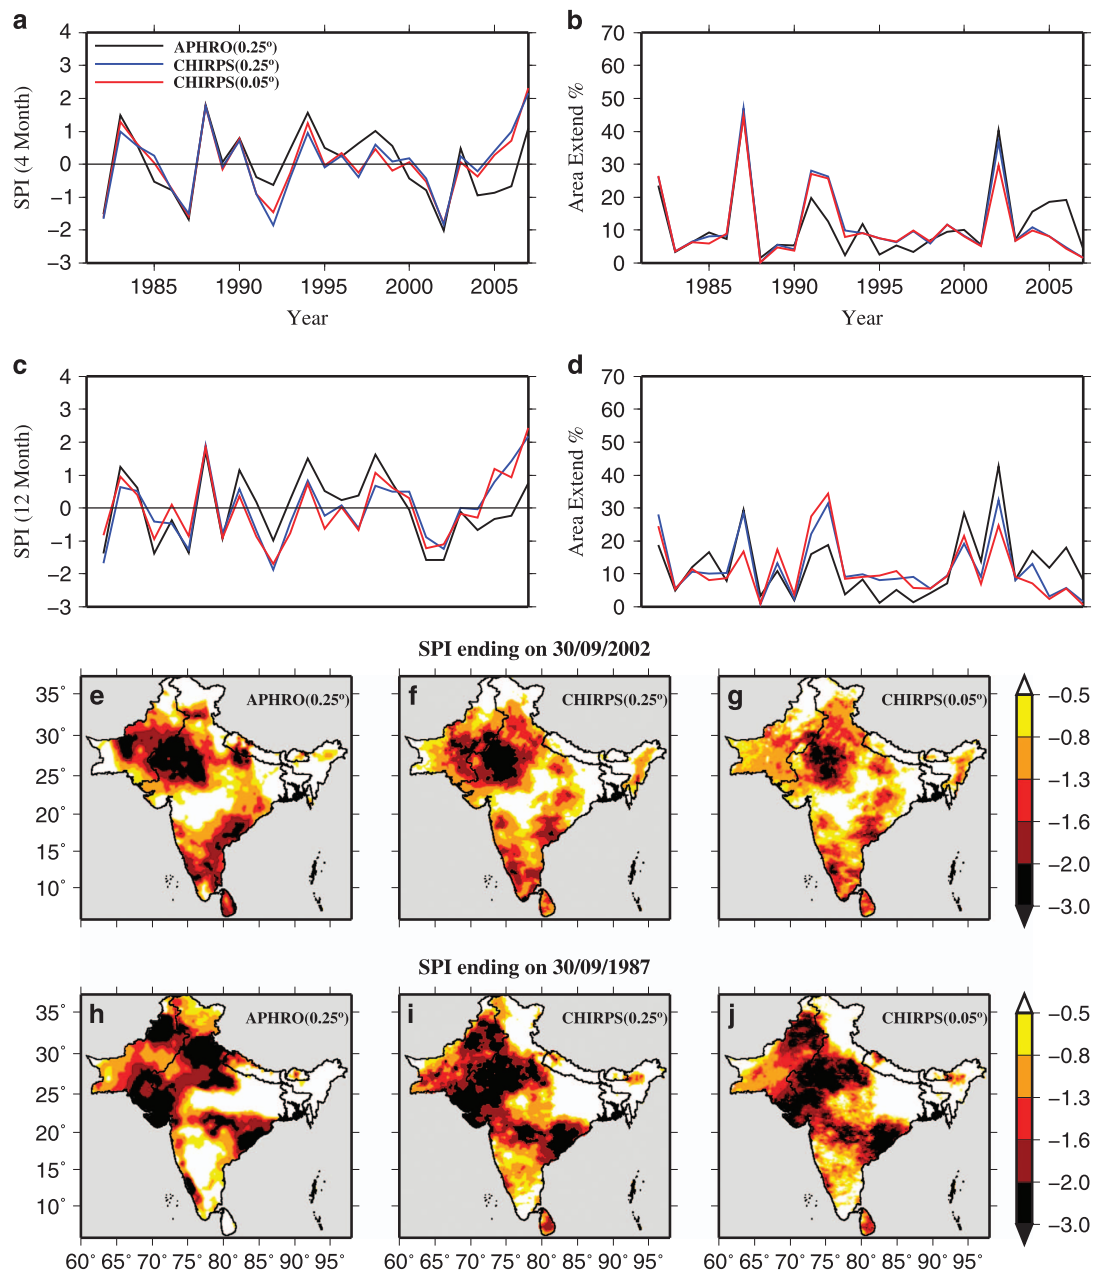 a
b
4
3
2
1
0
−1
−2
−3
SPI (4 Month)
APHRO(0.25°)
CHIRPS(0.25°)
CHIRPS(0.05°)
1985 1990 1995 2000 2005
Year
70
60
50
40
30
20
10
0
Area Extend %
1985 1990 1995 2000 2005
Year
c
d
4
3
2
1
0
−1
−2
−3
SPI (12 Month)
70
60
50
40
30
20
10
0
Area Extend %
SPI ending on 30/09/2002
e APHRO(0.25°)
f CHIRPS(0.25°)
g CHIRPS(0.05°)
35°
30°
25°
20°
15°
10°
−0.5
−0.8
−1.3
−1.6
−2.0
−3.0
SPI ending on 30/09/1987
h APHRO(0.25°)
i CHIRPS(0.25°)
j CHIRPS(0.05°)
35°
30°
25°
20°
15°
10°
−0.5
−0.8
−1.3
−1.6
−2.0
−3.0
60° 65° 70° 75° 80° 85° 90° 95°
60° 65° 70° 75° 80° 85° 90° 95°
60° 65° 70° 75° 80° 85° 90° 95°